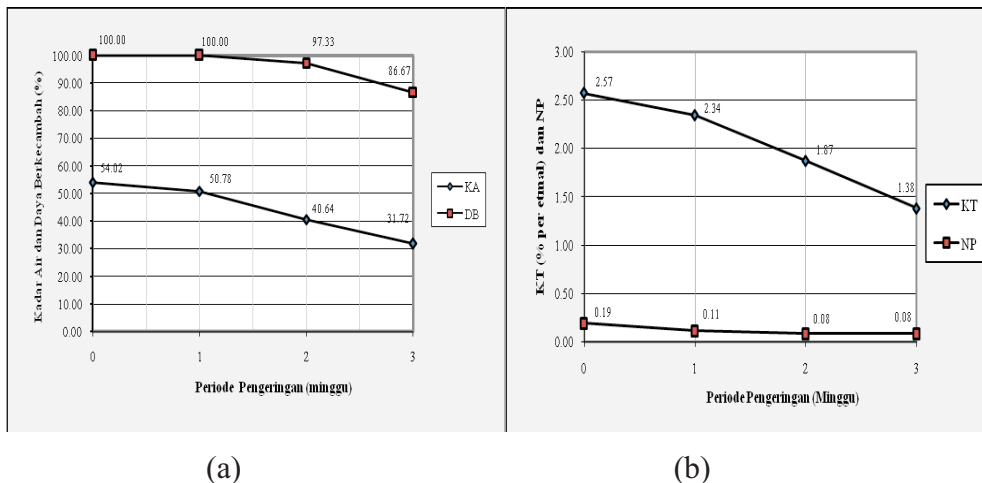 Kadar Air dan Daya Berkecambah (%)
100.00
90.00
80.00
70.00
60.00
50.00
40.00
30.00
20.00
10.00
0.00
100.00 100.00 97.33 86.67
54.02 50.78 40.64 31.72
0 1 2 3
Periode Pengeringan (minggu)
KA
DB
(a)
KT (% per etmal) dan NP
3.00
2.50
2.00
1.50
1.00
0.50
0.00
2.57 2.34 1.87 1.38
0.19 0.11 0.08 0.08
0 1 2 3
Periode Pengeringan (Minggu)
KT
NP
(b)